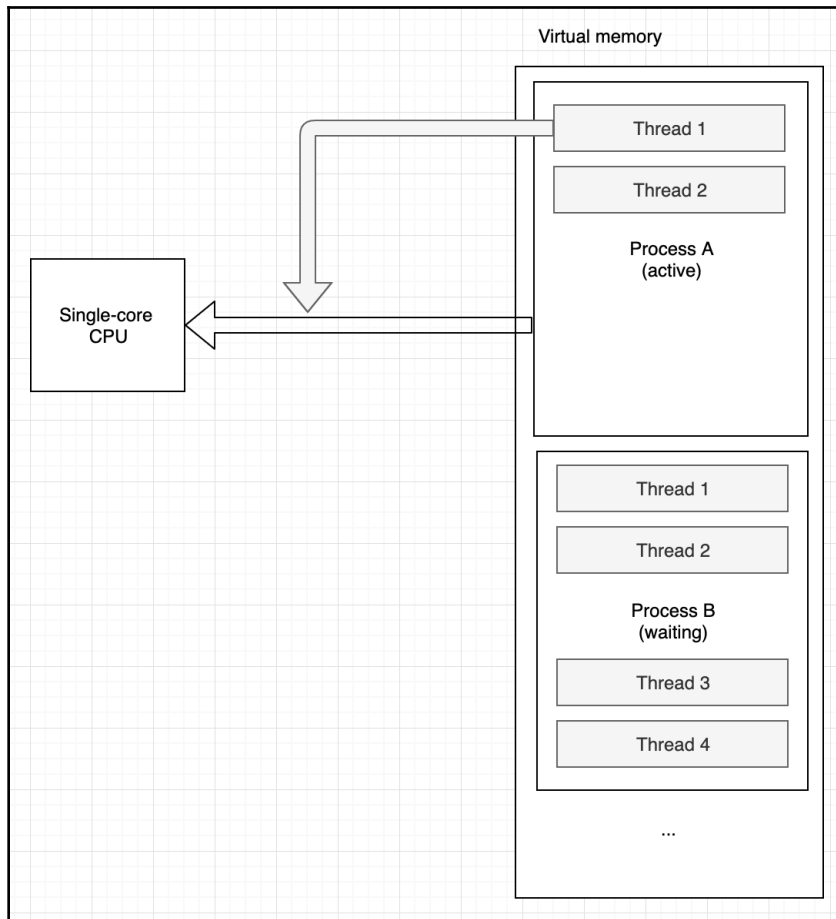 Virtual memory
Thread 1
Thread 2
Process A
(active)
Single-core
CPU
Thread 1
Thread 2
Process B
(waiting)
Thread 3
Thread 4
...